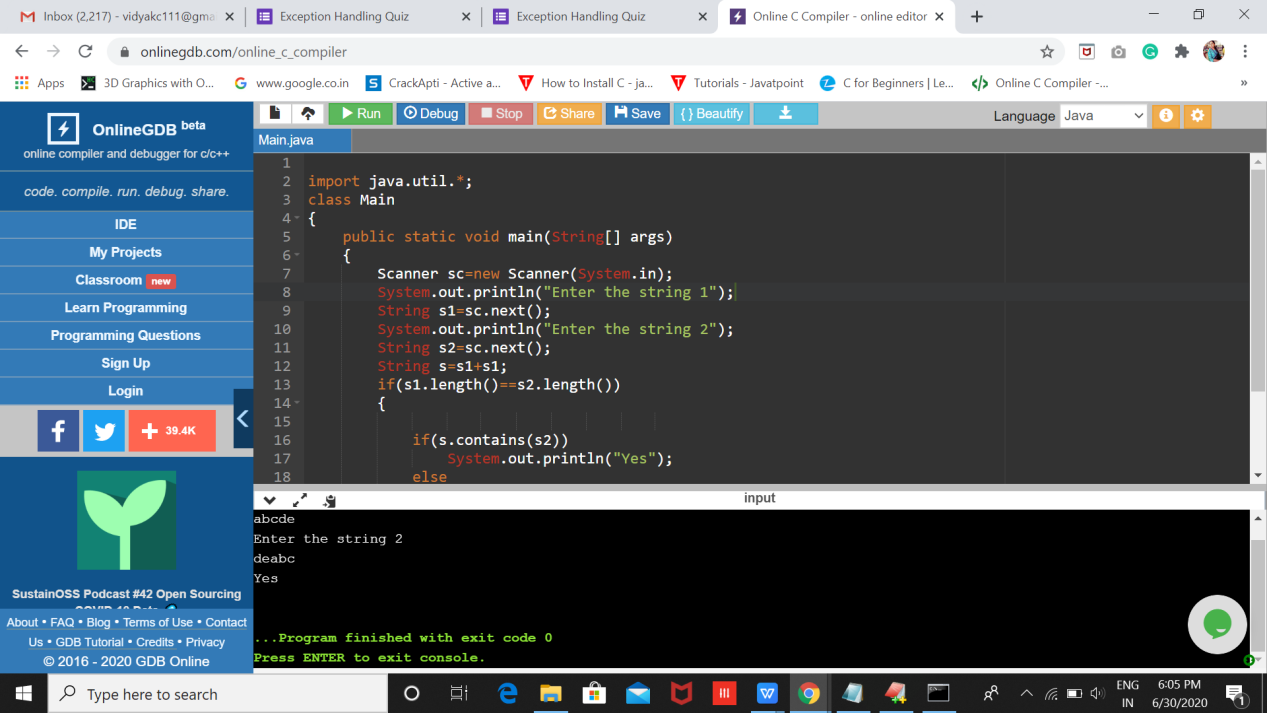 Inbox (2,217) - vidyakc111@gma
Exception Handling Quiz
Exception Handling Quiz
Online C Compiler - online editor
onlinegdb.com/online_c_compiler
Apps
3D Graphics with O...
www.google.co.in
CrackApti - Active a...
How to Install C - ja...
Tutorials - Javatpoint
C for Beginners | Le...
Online C Compiler -...
»
OnlineGDB beta
online compiler and debugger for c/c++
code. compile. run. debug. share.
IDE
My Projects
Classroom new
Learn Programming
Programming Questions
Sign Up
Login
39.4K
SustainOSS Podcast #42 Open Sourcing
About • FAQ • Blog • Terms of Use • Contact
Us • GDB Tutorial • Credits • Privacy
© 2016 - 2020 GDB Online
Run
Debug
Stop
Share
Save
{ } Beautify
Language Java
Main.java
1
2 import java.util.*;
3 class Main
4 {
5 public static void main(String[] args)
6 {
7 Scanner sc=new Scanner(System.in);
8 System.out.println("Enter the string 1");
9 String s1=sc.next();
10 System.out.println("Enter the string 2");
11 String s2=sc.next();
12 String s=s1+s1;
13 if(s1.length()==s2.length())
14 {
15
16 if(s.contains(s2))
17 System.out.println("Yes");
18 else
input
abcde
Enter the string 2
deabc
Yes
...Program finished with exit code 0
Press ENTER to exit console.
Type here to search
ENG
IN
6:05 PM
6/30/2020
1